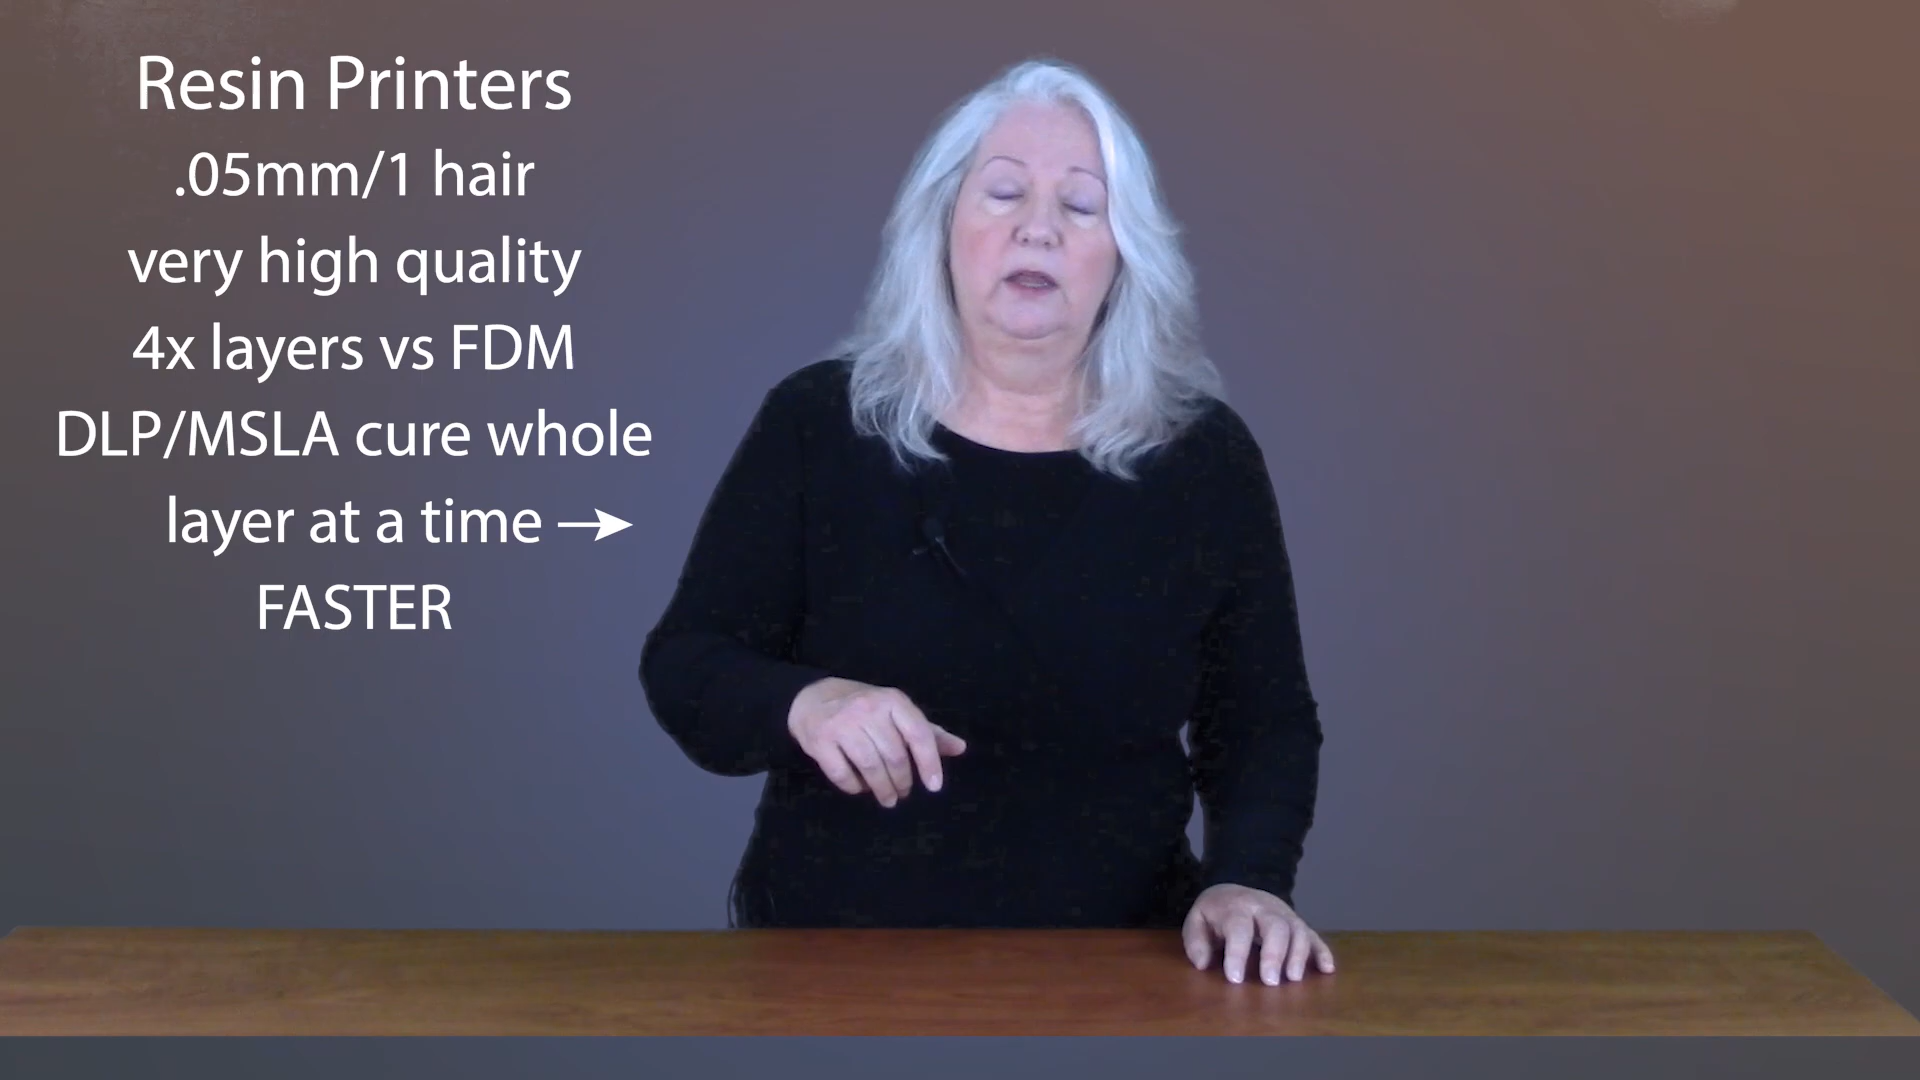 Resin Printers
.05mm/1 hair
very high quality
4x layers vs FDM
DLP/MSLA cure whole
layer at a time →
FASTER